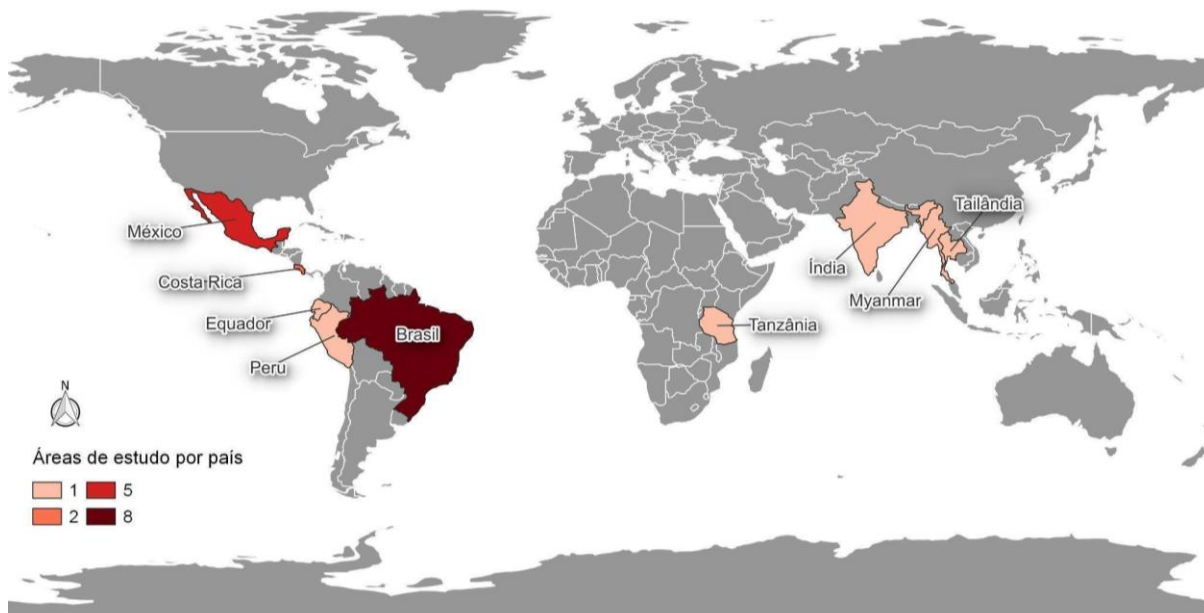 Tailândia
México
Índia
Costa Rica
Myanmar
Equador
Tanzânia
Brasil
Peru
N
Áreas de estudo por país
1 5
2 8